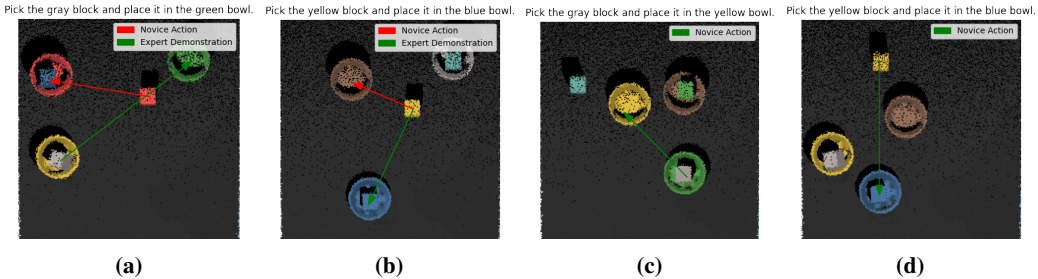 Pick the gray block and place it in the green bowl.
Novice Action
Expert Demonstration
(a)
Pick the yellow block and place it in the blue bowl.
Novice Action
Expert Demonstration
(b)
Pick the gray block and place it in the yellow bowl.
Novice Action
(c)
Pick the yellow block and place it in the blue bowl.
Novice Action
(d)